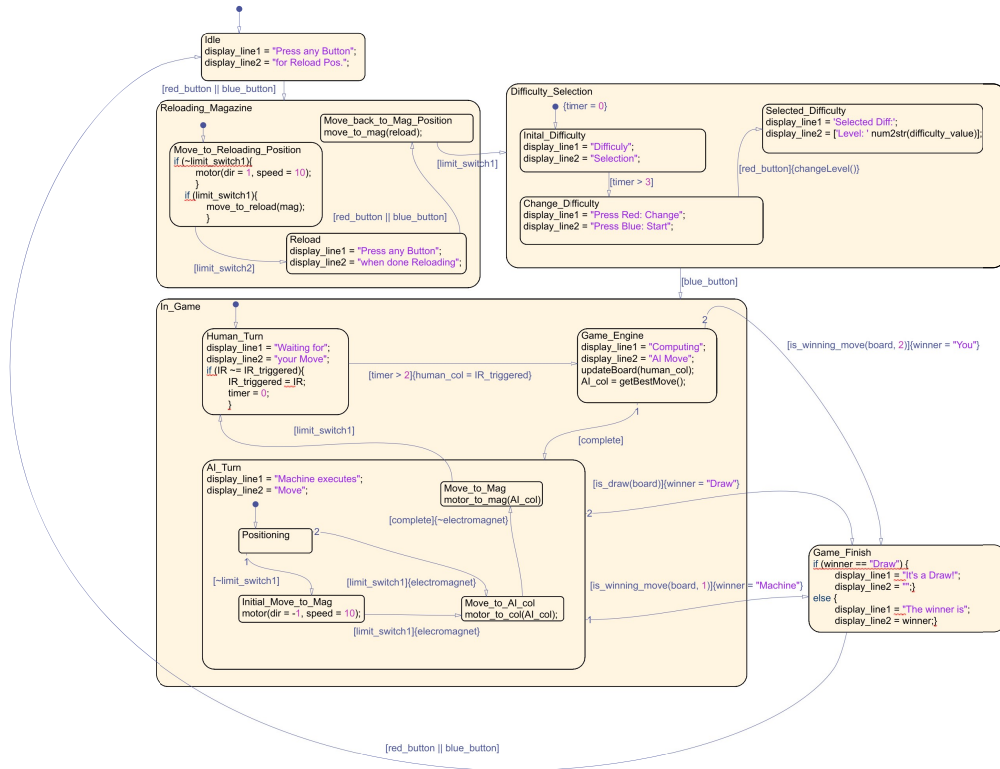 Idle
display_line1 = "Press any Button";
display_line2 = "for Reload Pos.";
[red_button || blue_button]
Reloading_Magazine
Move_back_to_Mag_Position
move_to_mag(reload);
Move_to_Reloading_Position
if (~limit_switch1){
motor(dir = 1, speed = 10);
}
if (limit_switch1){
move_to_reload(mag);
}
[limit_switch1]
[red_button || blue_button]
Reload
display_line1 = "Press any Button";
display_line2 = "when done Reloading";
[limit_switch2]
Difficulty_Selection
{timer = 0}
Inital_Difficulty
display_line1 = "Difficuly";
display_line2 = "Selection";
Selected_Difficulty
display_line1 = 'Selected Diff:';
display_line2 = ['Level: ' num2str(difficulty_value)];
[timer > 3]
[red_button]{changeLevel()}
Change_Difficulty
display_line1 = "Press Red: Change";
display_line2 = "Press Blue: Start";
[blue_button]
In_Game
Human_Turn
display_line1 = "Waiting for";
display_line2 = "your Move";
if (IR ~= IR_triggered){
IR_triggered = IR;
timer = 0;
}
[timer > 2]{human_col = IR_triggered}
Game_Engine
display_line1 = "Computing";
display_line2 = "AI Move";
updateBoard(human_col);
AI_col = getBestMove();
2
1
[is_winning_move(board, 2)]{winner = "You"}
[limit_switch1]
[complete]
AI_Turn
display_line1 = "Machine executes";
display_line2 = "Move";
Move_to_Mag
motor_to_mag(AI_col)
[is_draw(board)]{winner = "Draw"}
2
[complete]{~electromagnet}
Positioning
2
1
[~limit_switch1]
[limit_switch1]{electromagnet}
Initial_Move_to_Mag
motor(dir = -1, speed = 10);
Move_to_AI_col
motor_to_col(AI_col);
[limit_switch1]{elecromagnet}
[is_winning_move(board, 1)]{winner = "Machine"}
1
Game_Finish
if (winner == "Draw") {
display_line1 = "It's a Draw!";
display_line2 = "";}
else {
display_line1 = "The winner is";
display_line2 = winner;}
[red_button || blue_button]